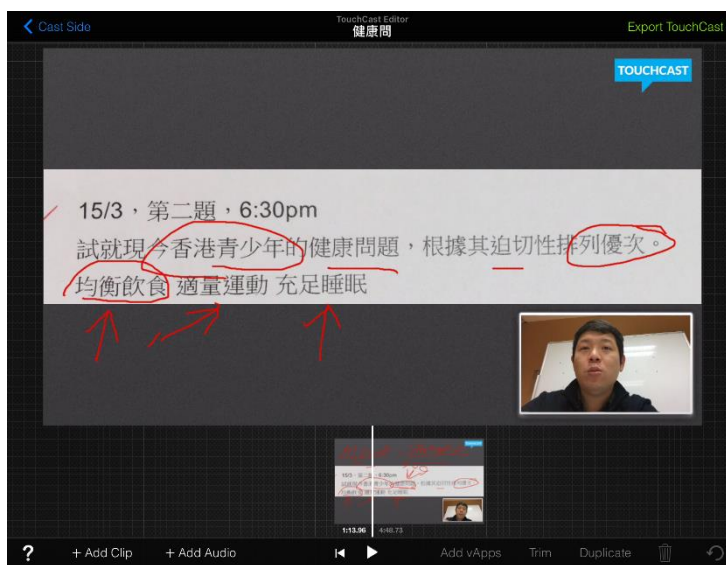 Cast Side
TouchCast Editor
健康問
Export TouchCast
TOUCHCAST
15/3，第二題，6:30pm
試就現今香港青少年的健康問題，根據其迫切性排列優次。
均衡飲食 適量運動 充足睡眠
1:13.96 4:48.73
? + Add Clip + Add Audio Add vApps Trim Duplicate